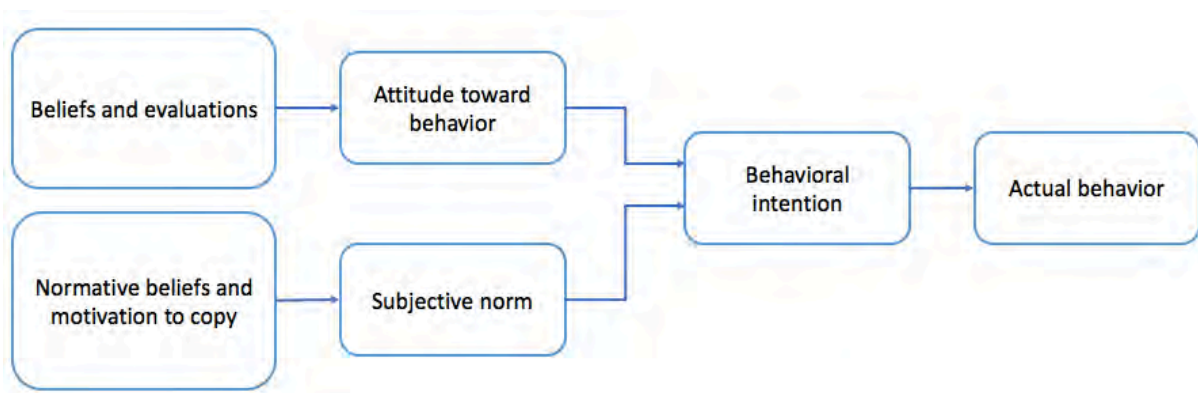 Beliefs and evaluations
Attitude toward
behavior
Normative beliefs and
motivation to copy
Subjective norm
Behavioral
intention
Actual behavior